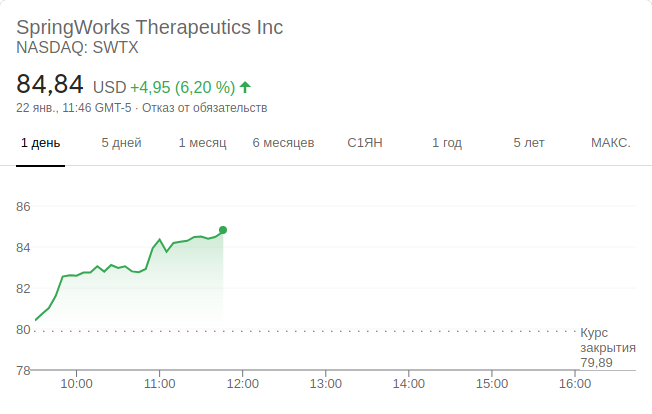 SpringWorks Therapeutics Inc
NASDAQ: SWTX
84,84 USD +4,95 (6,20 %)
22 янв., 11:46 GMT-5 · Отказ от обязательств
1 день 5 дней 1 месяц 6 месяцев С1ЯН 1 год 5 лет МАКС.
86
84
82
80
Курс
закрытия
79,89
78
10:00 11:00 12:00 13:00 14:00 15:00 16:00